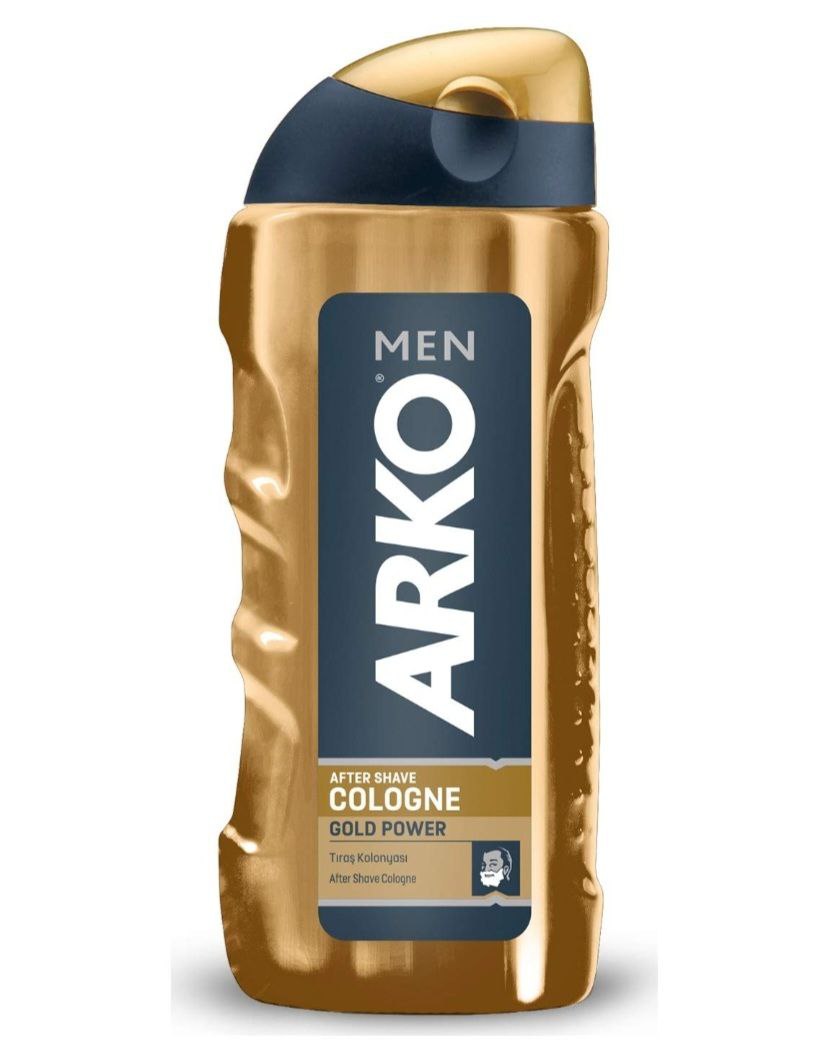 MEN
ARKO®
AFTER SHAVE
COLOGNE
GOLD POWER
Tıraş Kolonyası
After Shave Cologne